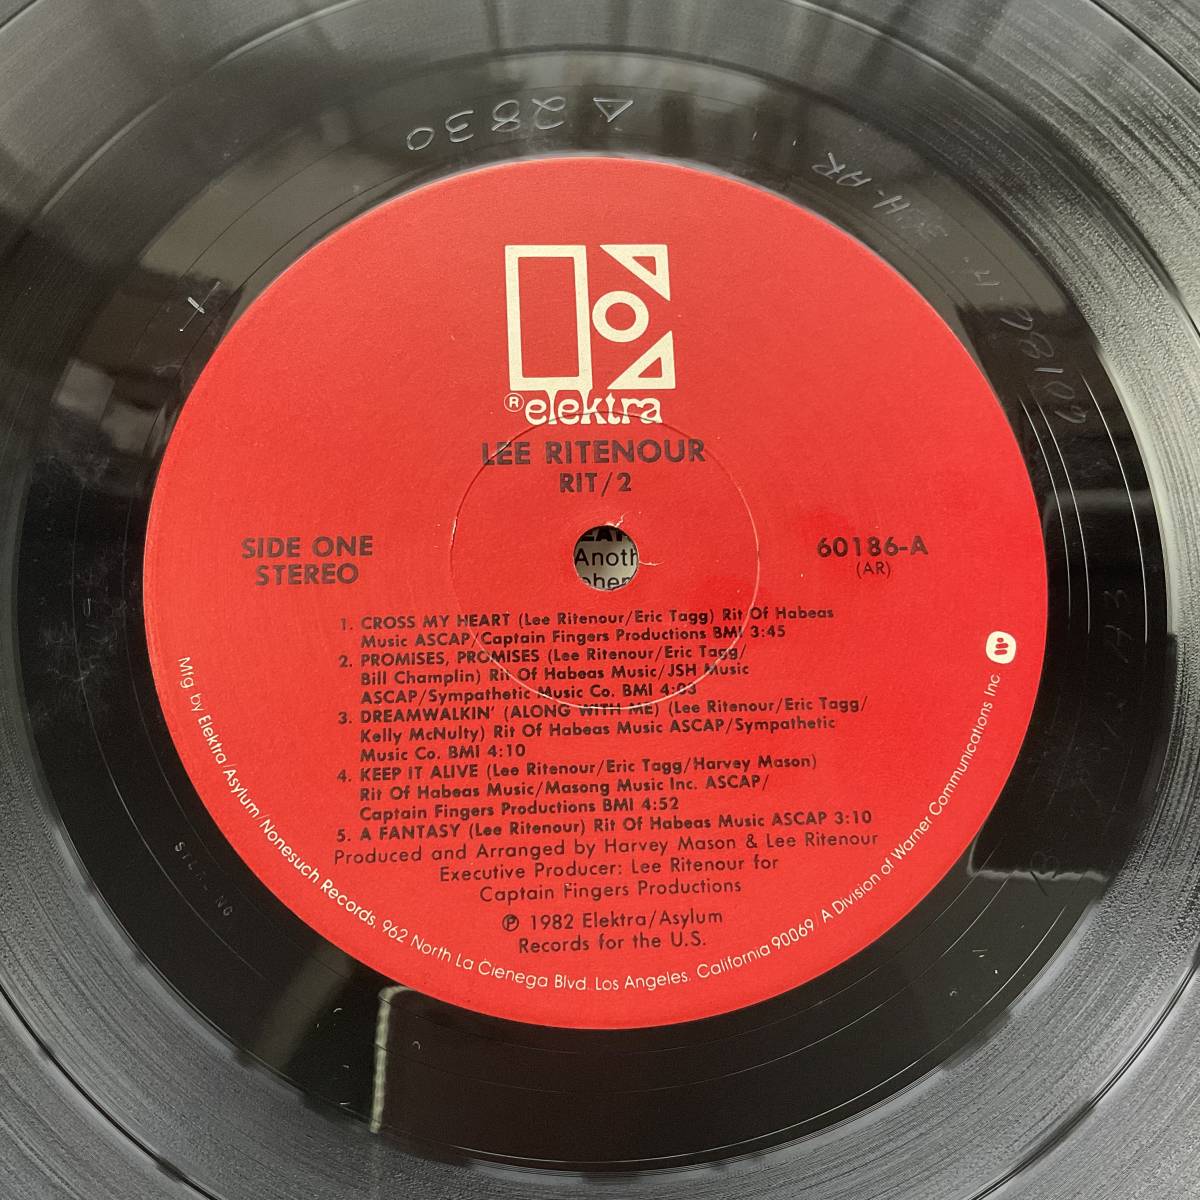 Δ 2830
® elektra
LEE RITENOUR
RIT/2
SIDE ONE
STEREO
60186-A
(AR)
Anoth
1. CROSS MY HEART (Lee Ritenour/Eric Tagg) Rit Of Habeas
Music ASCAP/Captain Fingers Productions BMI 3:45
2. PROMISES, PROMISES (Lee Ritenour/Eric Tagg/
Bill Champlin) Rit Of Habeas Music/JSH Music
ASCAP/Sympathetic Music Co. BMI 4:03
3. DREAMWALKIN' (ALONG WITH ME) (Lee Ritenour/Eric Tagg/
Kelly McNulty) Rit Of Habeas Music ASCAP/Sympathetic
Music Co. BMI 4:10
4. KEEP IT ALIVE (Lee Ritenour/Eric Tagg/Harvey Mason)
Rit Of Habeas Music/Masong Music Inc. ASCAP/
Captain Fingers Productions BMI 4:52
5. A FANTASY (Lee Ritenour) Rit Of Habeas Music ASCAP 3:10
Produced and Arranged by Harvey Mason & Lee Ritenour
Executive Producer: Lee Ritenour for
Captain Fingers Productions
℗ 1982 Elektra/Asylum
Records for the U.S.
Mfg by Elektra/Asylum/Nonesuch Records, 962 North La Cienega Blvd. Los Angeles, California 90069/A Division of Warner Communications Inc